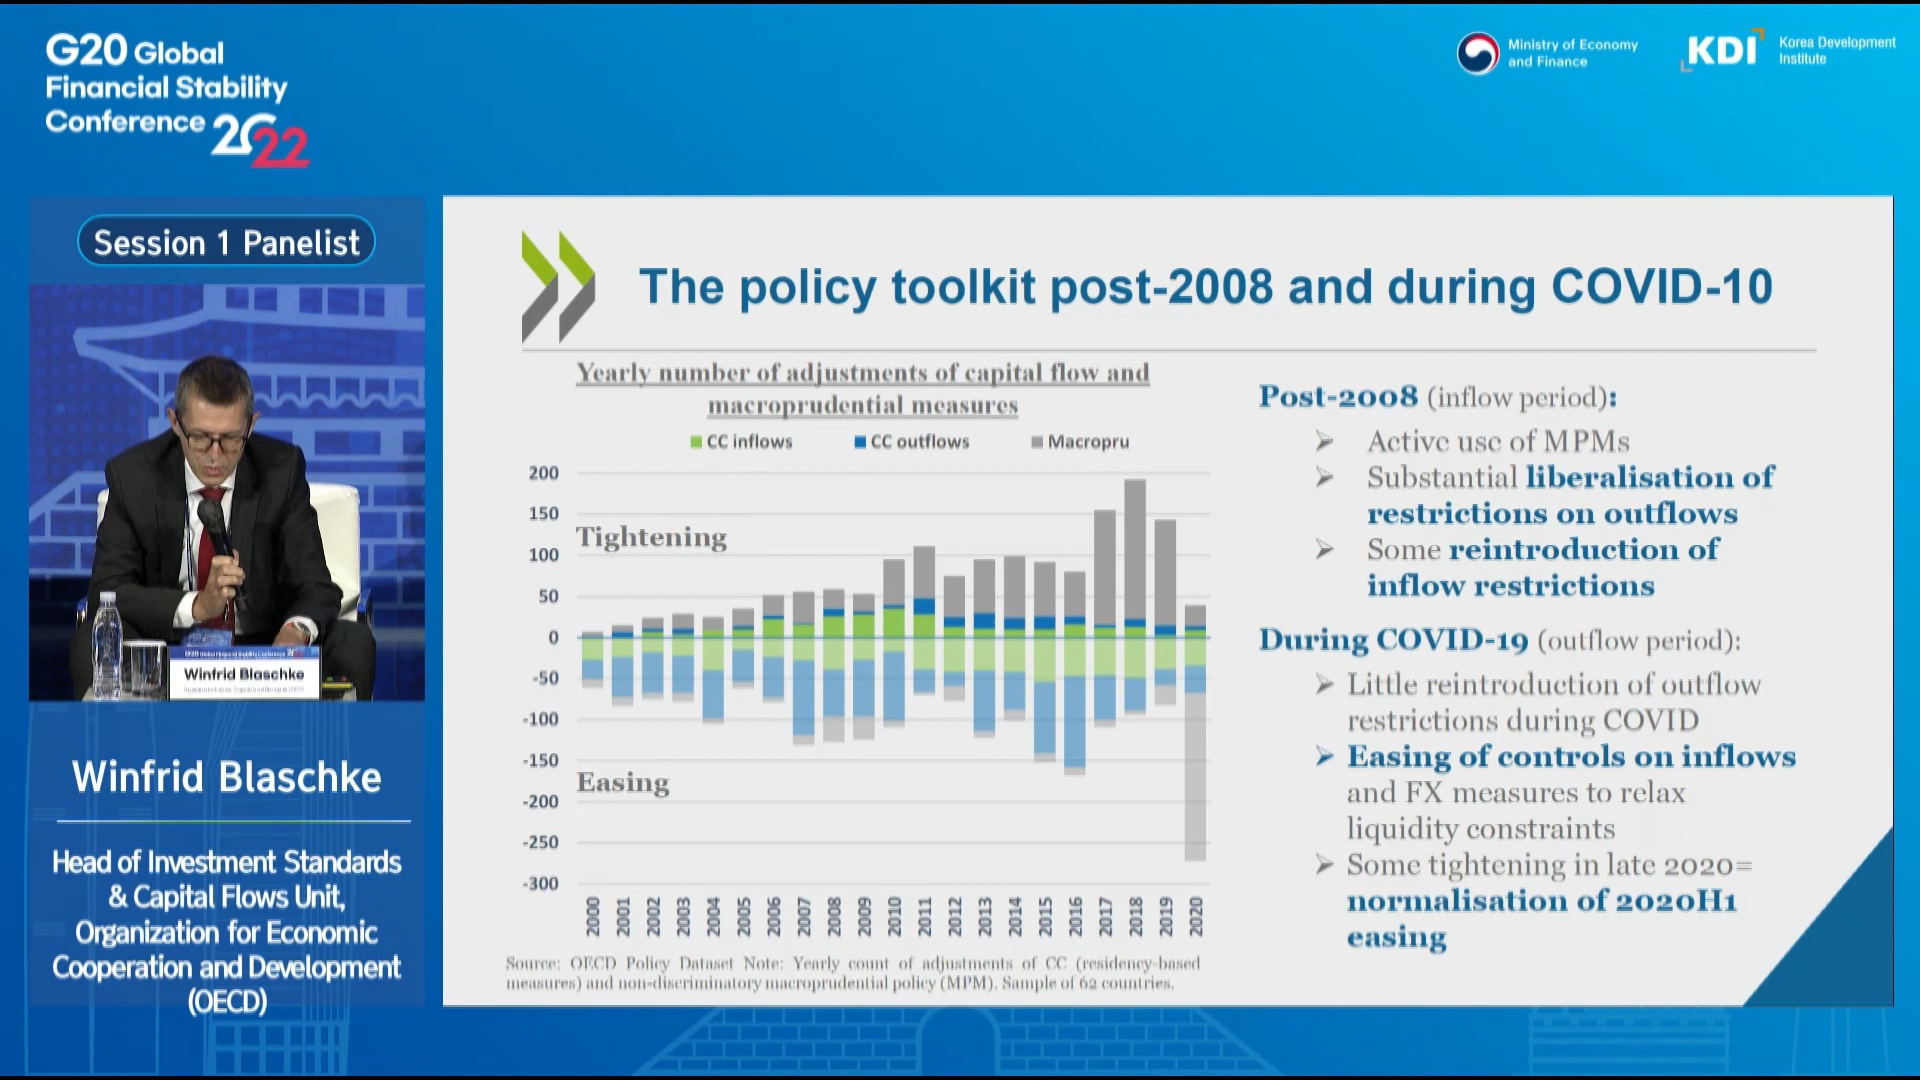 G20 Global
Financial Stability
Conference 2022
Ministry of Economy
and Finance
KDI
Korea Development
Institute
Session 1 Panelist
Winfrid Blaschke
Winfrid Blaschke
Head of Investment Standards
& Capital Flows Unit,
Organization for Economic
Cooperation and Development
(OECD)
The policy toolkit post-2008 and during COVID-10
Yearly number of adjustments of capital flow and
macroprudential measures
CC inflows
CC outflows
Macropru
200
150
100
50
0
-50
-100
-150
-200
-250
-300
Tightening
Easing
2000
2001
2002
2003
2004
2005
2006
2007
2008
2009
2010
2011
2012
2013
2014
2015
2016
2017
2018
2019
2020
Source: OECD Policy Dataset Note: Yearly count of adjustments of CC (residency-based
measures) and non-discriminatory macroprudential policy (MPM). Sample of 62 countries.
Post-2008 (inflow period):
➢ Active use of MPMs
➢ Substantial liberalisation of
restrictions on outflows
➢ Some reintroduction of
inflow restrictions
During COVID-19 (outflow period):
➢ Little reintroduction of outflow
restrictions during COVID
➢ Easing of controls on inflows
and FX measures to relax
liquidity constraints
➢ Some tightening in late 2020=
normalisation of 2020H1
easing